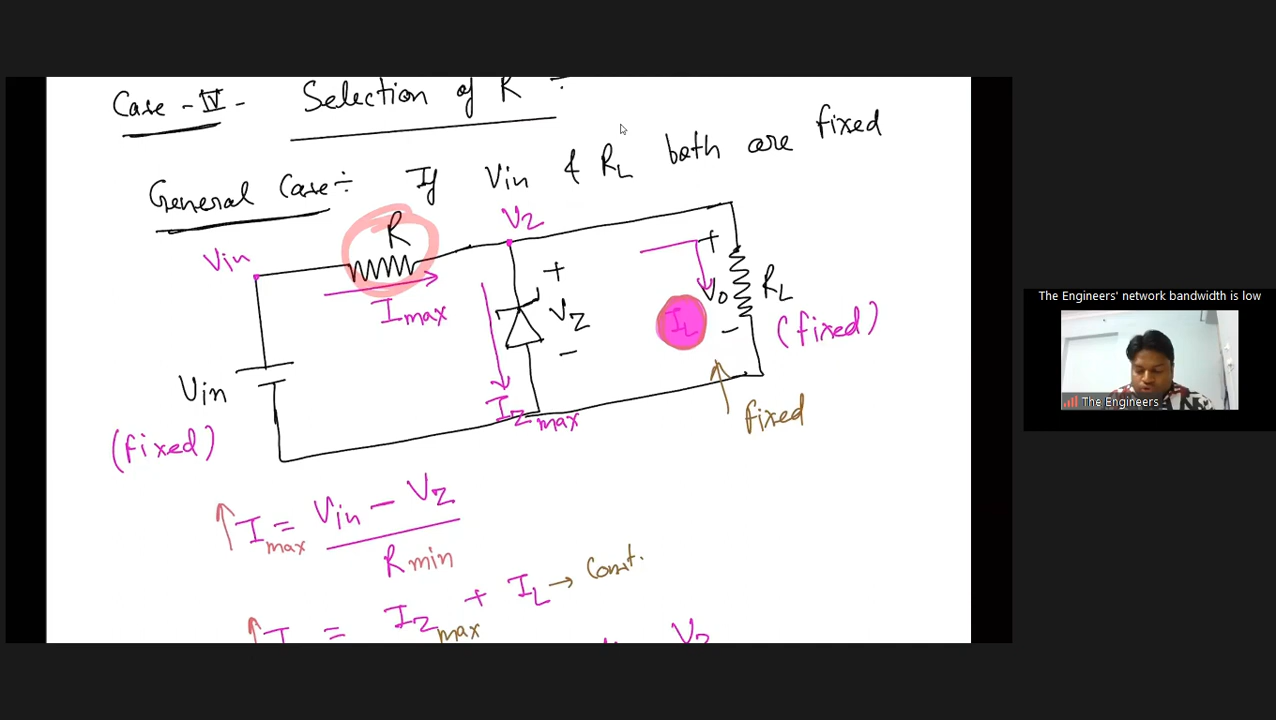 Case - IV - Selection of R ÷
General Case ÷ If Vin & RL both are fixed
R
Vz
Vin
+
+
RL
Imax
Vz
Vo
IL
(fixed)
-
-
Vin
Iz max
fixed
(fixed)
↑ Imax = Vin - Vz
R min
↑ I = Iz max + IL → Const.
Vz
The Engineers' network bandwidth is low
The Engineers